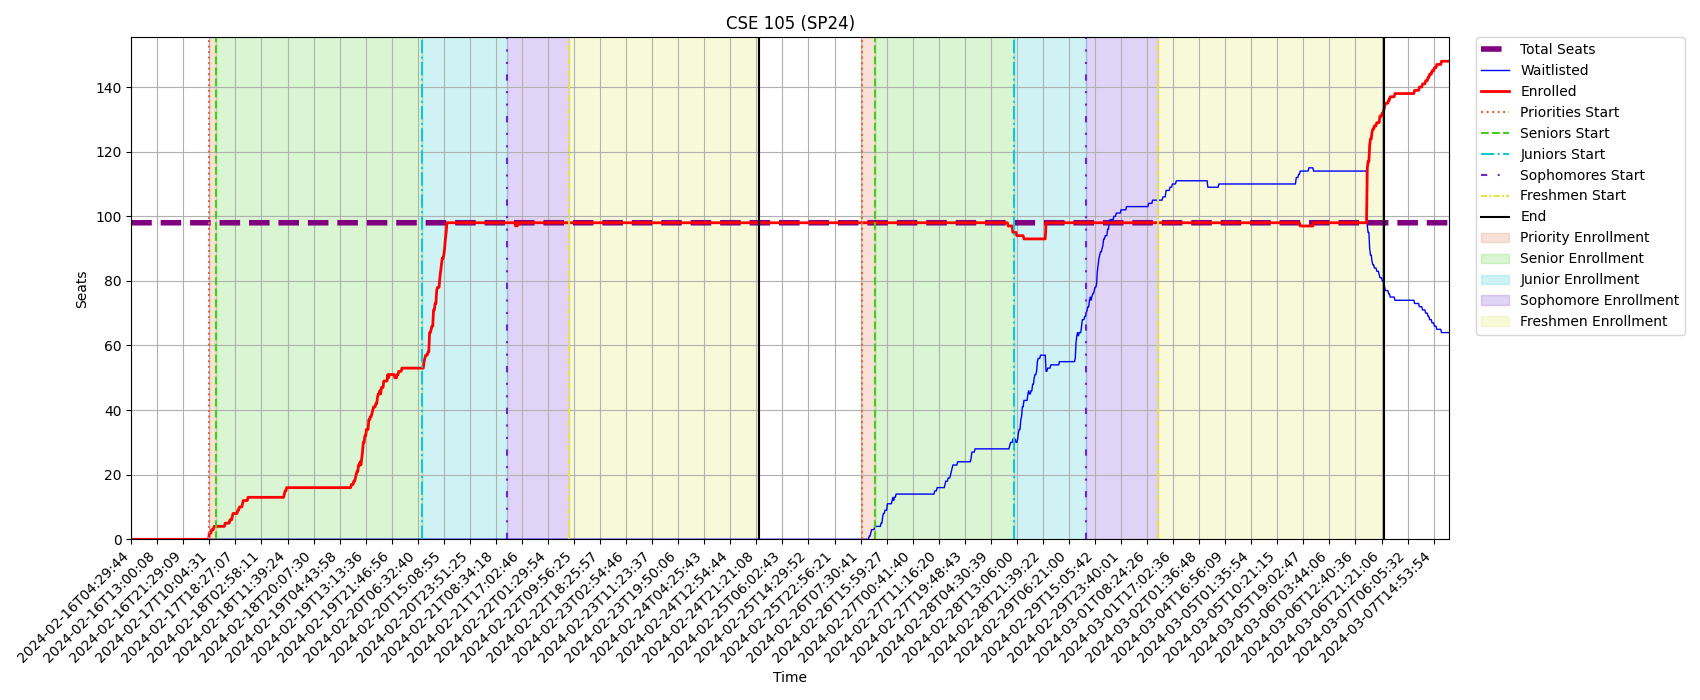 CSE 105 (SP24)
Seats
140
120
100
80
60
40
20
0
2024-02-16T04:29:44
2024-02-16T13:00:08
2024-02-16T21:29:09
2024-02-17T10:04:31
2024-02-17T18:27:07
2024-02-18T02:58:11
2024-02-18T11:39:24
2024-02-18T20:07:30
2024-02-19T04:43:58
2024-02-19T13:13:36
2024-02-19T21:46:56
2024-02-20T06:32:40
2024-02-20T15:08:55
2024-02-20T23:51:25
2024-02-21T08:34:18
2024-02-21T17:02:46
2024-02-22T01:29:54
2024-02-22T09:56:25
2024-02-22T18:25:57
2024-02-23T02:54:46
2024-02-23T11:23:37
2024-02-23T19:50:06
2024-02-24T04:25:43
2024-02-24T12:54:44
2024-02-24T21:21:08
2024-02-25T06:02:43
2024-02-25T14:29:52
2024-02-25T22:56:21
2024-02-26T07:30:41
2024-02-26T15:59:27
2024-02-27T00:41:40
2024-02-27T11:16:20
2024-02-27T19:48:43
2024-02-28T04:30:39
2024-02-28T13:06:00
2024-02-28T21:39:22
2024-02-29T06:21:00
2024-02-29T15:05:42
2024-02-29T23:40:01
2024-03-01T08:24:26
2024-03-01T17:02:36
2024-03-02T01:36:48
2024-03-04T16:56:09
2024-03-05T01:35:54
2024-03-05T10:21:15
2024-03-05T19:02:47
2024-03-06T03:44:06
2024-03-06T12:40:36
2024-03-06T21:21:06
2024-03-07T06:05:32
2024-03-07T14:53:54
Time
Total Seats
Waitlisted
Enrolled
Priorities Start
Seniors Start
Juniors Start
Sophomores Start
Freshmen Start
End
Priority Enrollment
Senior Enrollment
Junior Enrollment
Sophomore Enrollment
Freshmen Enrollment